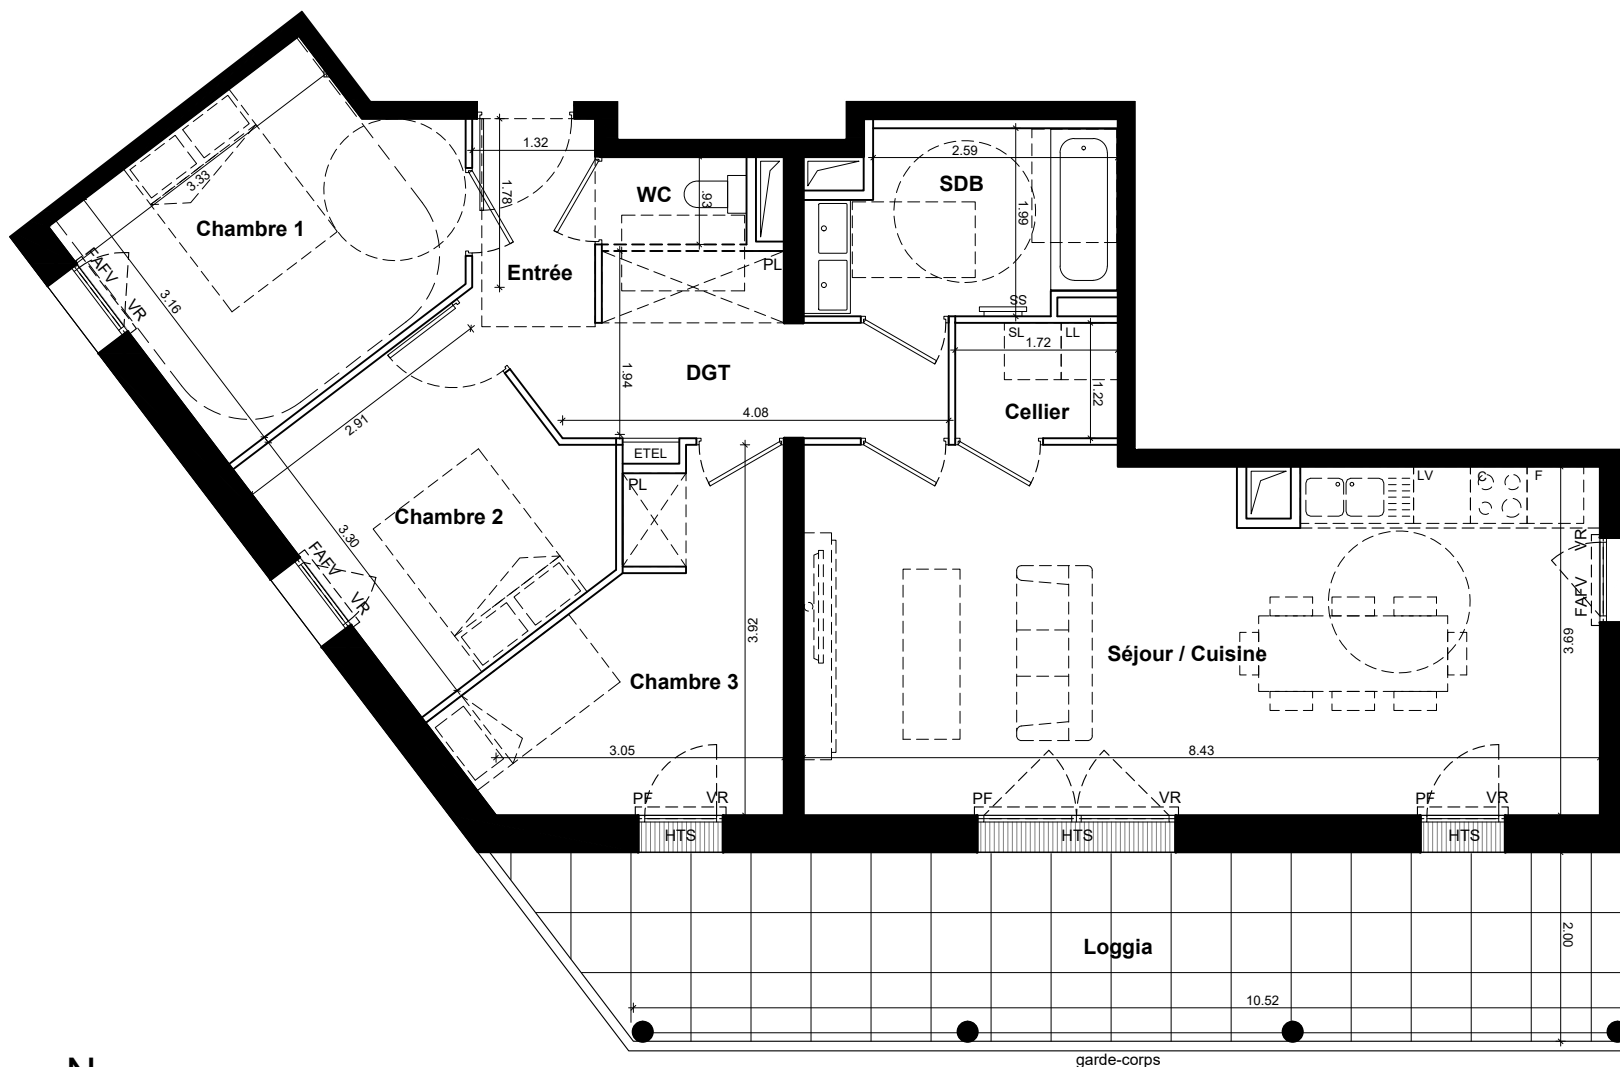 1.32
2.59
SDB
WC
.93
3.33
1.78
1.99
Chambre 1
Entrée
PL
FAFV
VR
3.16
SS
SL
LL
1.72
DGT
1.94
1.22
4.08
Cellier
2.91
ETEL
PL
LV
C
F
Chambre 2
3.30
FAFV
VR
VR
FAFV
3.92
3.69
Séjour / Cuisine
Chambre 3
3.05
8.43
PF
VR
PF
VR
PF
VR
HTS
HTS
HTS
2.00
Loggia
10.52
garde-corps
N